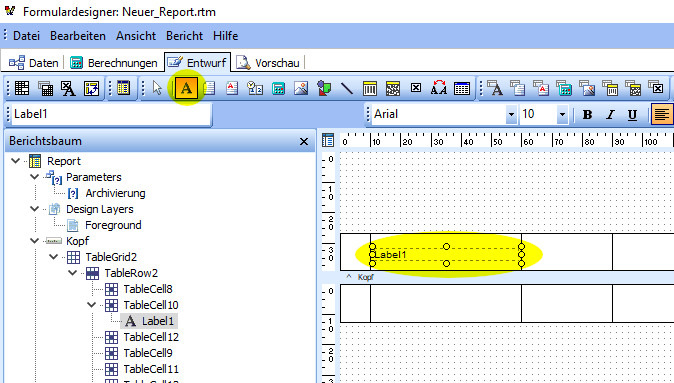 Formulardesigner: Neuer_Report.rtm
Datei Bearbeiten Ansicht Bericht Hilfe
Daten Berechnungen Entwurf Vorschau
Label1 Arial 10 B I U
Berichtsbaum
0 10 20 30 40 50 60 70 80 90 100
Report
Parameters
Archivierung
Design Layers
Foreground
Kopf
TableGrid2
TableRow2
TableCell8
TableCell10
Label1
TableCell12
TableCell9
TableCell11
Label1
^ Kopf